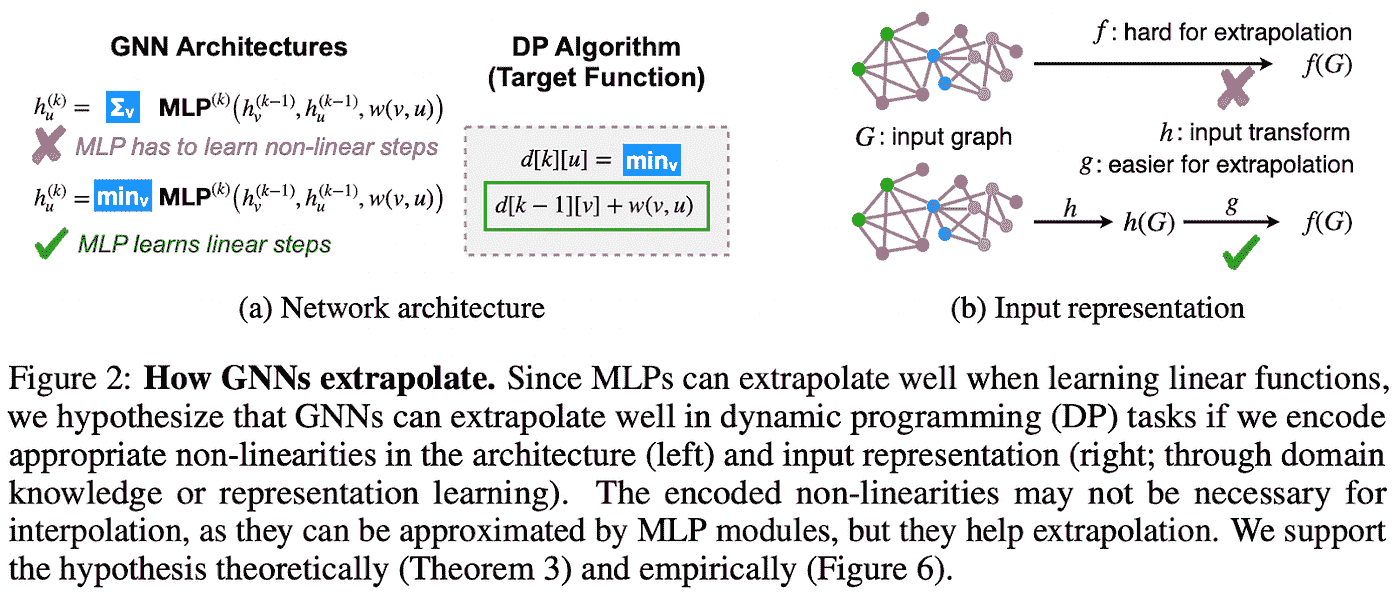 GNN Architectures
h_u^(k) = Σ_v MLP^(k)(h_v^(k−1), h_u^(k−1), w(v, u))
✘ MLP has to learn non-linear steps
h_u^(k) = min_v MLP^(k)(h_v^(k−1), h_u^(k−1), w(v, u))
✔ MLP learns linear steps
DP Algorithm
(Target Function)
d[k][u] = min_v
d[k − 1][v] + w(v, u)
(a) Network architecture
f : hard for extrapolation
f(G)
G: input graph
h: input transform
g: easier for extrapolation
h
h(G)
g
f(G)
(b) Input representation
Figure 2: How GNNs extrapolate. Since MLPs can extrapolate well when learning linear functions,
we hypothesize that GNNs can extrapolate well in dynamic programming (DP) tasks if we encode
appropriate non-linearities in the architecture (left) and input representation (right; through domain
knowledge or representation learning). The encoded non-linearities may not be necessary for
interpolation, as they can be approximated by MLP modules, but they help extrapolation. We support
the hypothesis theoretically (Theorem 3) and empirically (Figure 6).